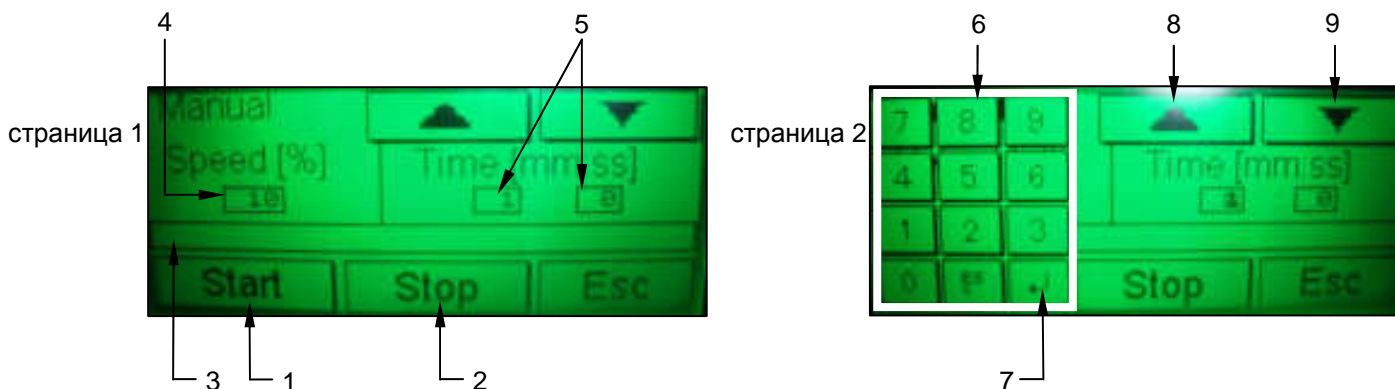 4 5 6 8 9
страница 1
Manual
Speed [%] Time [mm:ss]
10 1 0
Start Stop Esc
3 1 2
страница 2
7 8 9
4 5 6
1 2 3
0
Time [mm:ss]
1 0
Stop Esc
7